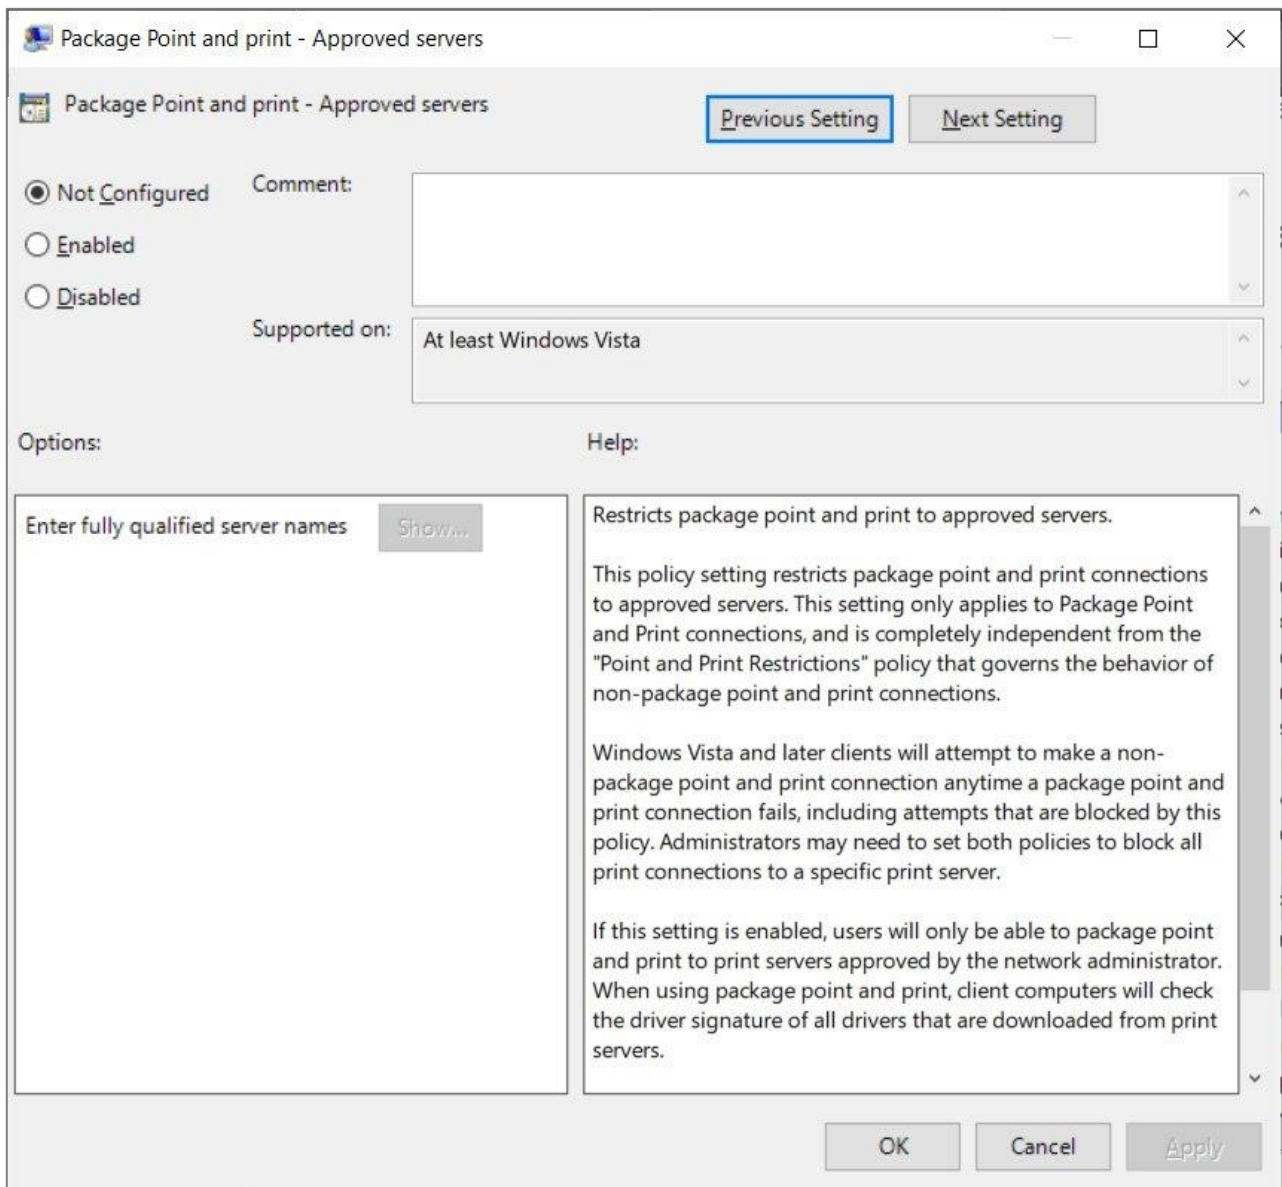 Package Point and print - Approved servers
Package Point and print - Approved servers
Previous Setting
Next Setting
Not Configured
Comment:
Enabled
Disabled
Supported on:
At least Windows Vista
Options:
Help:
Enter fully qualified server names
Show...
Restricts package point and print to approved servers.
This policy setting restricts package point and print connections
to approved servers. This setting only applies to Package Point
and Print connections, and is completely independent from the
"Point and Print Restrictions" policy that governs the behavior of
non-package point and print connections.
Windows Vista and later clients will attempt to make a non-
package point and print connection anytime a package point and
print connection fails, including attempts that are blocked by this
policy. Administrators may need to set both policies to block all
print connections to a specific print server.
If this setting is enabled, users will only be able to package point
and print to print servers approved by the network administrator.
When using package point and print, client computers will check
the driver signature of all drivers that are downloaded from print
servers.
OK
Cancel
Apply